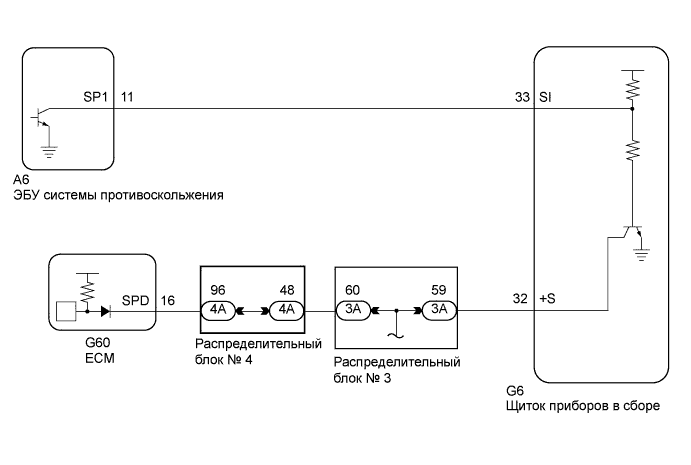 SP1 11
33 SI
A6
ЭБУ системы противоскольжения
SPD 16
96 48
4A 4A
60 59
3A 3A
32 +S
G60
ECM
Распределительный
блок № 4
Распределительный
блок № 3
G6
Щиток приборов в сборе